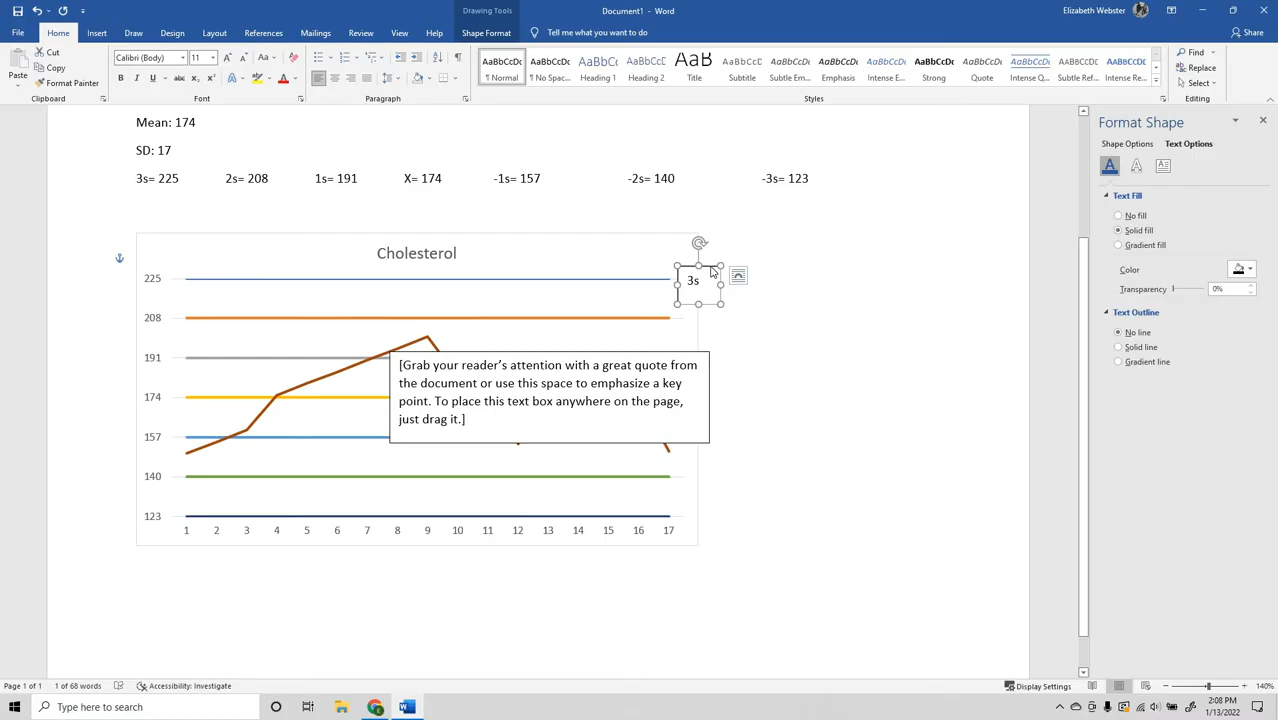 Drawing Tools
Document1 - Word
Elizabeth Webster
File Home Insert Draw Design Layout References Mailings Review View Help Shape Format Tell me what you want to do Share
Paste
Cut
Copy
Format Painter
Clipboard
Calibri (Body) 11
Font
Paragraph
AaBbCcDc ¶ Normal
AaBbCcDc ¶ No Spac...
AaBbC Heading 1
AaBbCcD Heading 2
AaB Title
AaBbCcD Subtitle
AaBbCcDc Subtle Em...
AaBbCcDc Emphasis
AaBbCcDc Intense E...
AaBbCcDc Strong
AaBbCcDc Quote
AaBbCcDc Intense Q...
AaBbCcDc Subtle Ref...
AaBbCcDc Intense Re...
Styles
Find
Replace
Select
Editing
Mean: 174
SD: 17
3s= 225 2s= 208 1s= 191 X= 174 -1s= 157 -2s= 140 -3s= 123
Cholesterol
225
208
191
174
157
140
123
1 2 3 4 5 6 7 8 9 10 11 12 13 14 15 16 17
3s
[Grab your reader's attention with a great quote from
the document or use this space to emphasize a key
point. To place this text box anywhere on the page,
just drag it.]
Format Shape
Shape Options Text Options
Text Fill
No fill
Solid fill
Gradient fill
Color
Transparency 0%
Text Outline
No line
Solid line
Gradient line
Page 1 of 1 1 of 68 words Accessibility: Investigate Display Settings 140%
Type here to search
2:08 PM
1/13/2022